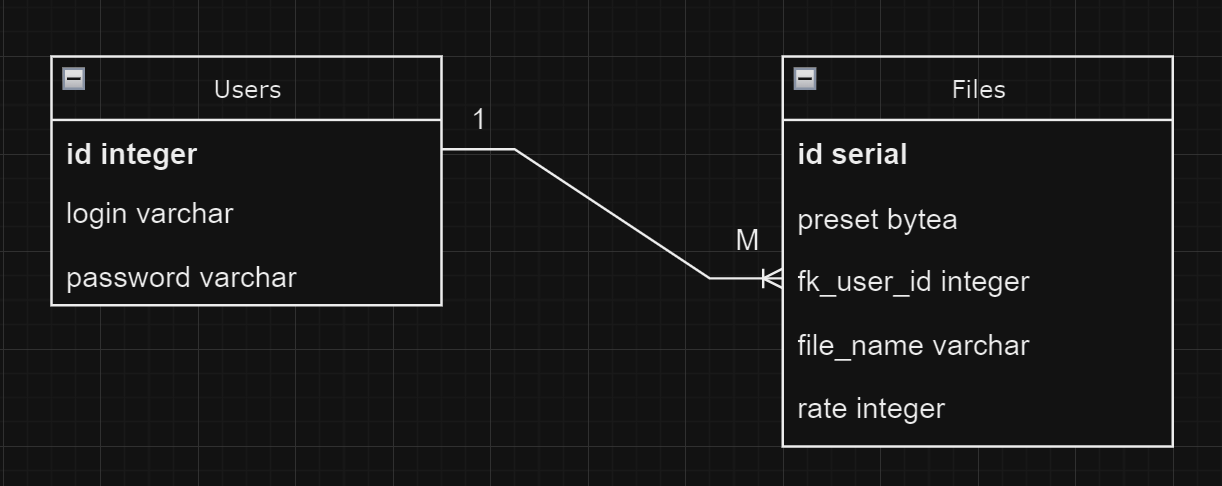 Users
id integer
login varchar
password varchar
1
M
Files
id serial
preset bytea
fk_user_id integer
file_name varchar
rate integer